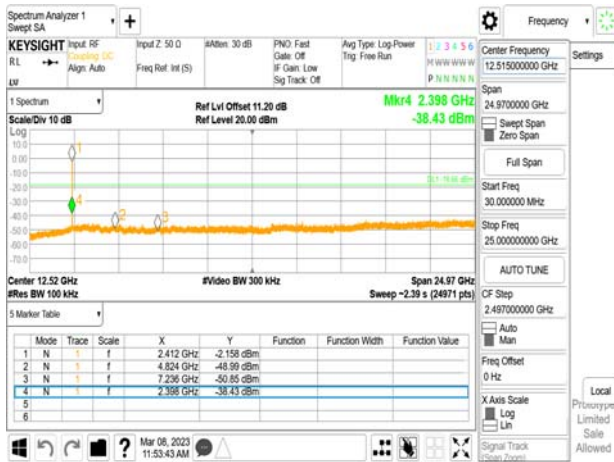 Spectrum Analyzer 1
Swept SA
Frequency
KEYSIGHT
Input: RF
Coupling: DC
Align: Auto
Input Z: 50 Ω
Freq Ref: Int (S)
#Atten: 30 dB
PNO: Fast
Gate: Off
IF Gain: Low
Sig Track: Off
Avg Type: Log-Power
Trig: Free Run
1 2 3 4 5 6
M W W W W W
P N N N N N
RL
LXI
1 Spectrum
Scale/Div 10 dB
Ref Lvl Offset 11.20 dB
Ref Level 20.00 dBm
Mkr4 2.398 GHz
-38.43 dBm
Log
10.0
0.00
-10.0
-20.0
-30.0
-40.0
-50.0
-60.0
-70.0
1
4
2
3
Center 12.52 GHz
#Res BW 100 kHz
#Video BW 300 kHz
Span 24.97 GHz
Sweep ~2.39 s (24971 pts)
5 Marker Table
Mode Trace Scale X Y Function Function Width Function Value
1 N 1 f 2.412 GHz -2.158 dBm
2 N 1 f 4.824 GHz -48.99 dBm
3 N 1 f 7.236 GHz -50.85 dBm
4 N 1 f 2.398 GHz -38.43 dBm
5
6
Mar 08, 2023
11:53:43 AM
Center Frequency
12.515000000 GHz
Span
24.9700000 GHz
Swept Span
Zero Span
Full Span
Start Freq
30.000000 MHz
Stop Freq
25.000000000 GHz
AUTO TUNE
CF Step
2.497000000 GHz
Auto
Man
Freq Offset
0 Hz
X Axis Scale
Log
Lin
Signal Track
(Span Zoom)
Settings
Local
Prototype
Limited
Sale
Allowed